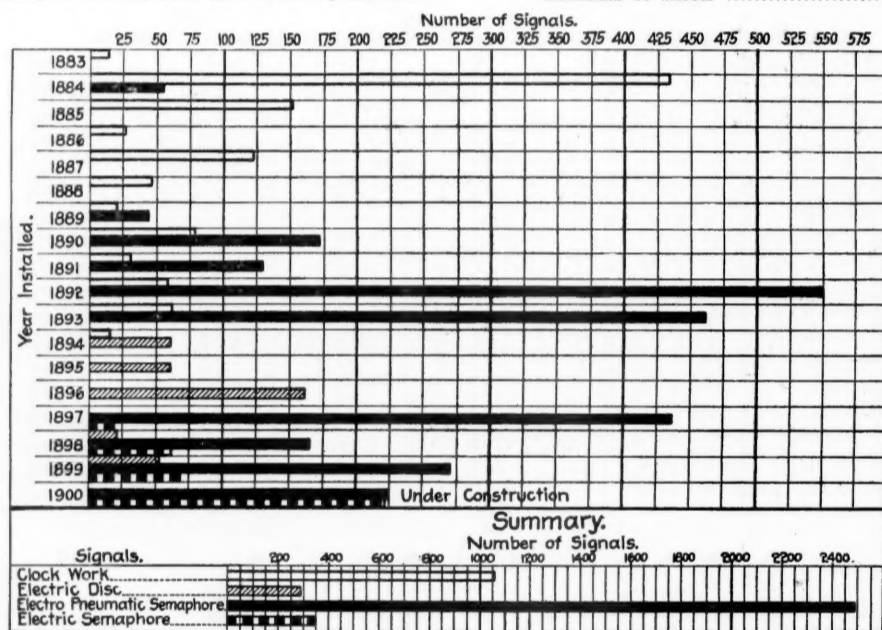 Number of Signals.
25 50 75 100 125 150 175 200 225 250 275 300 325 350 375 400 425 450 475 500 525 550 575
Year Installed.
1883
1884
1885
1886
1887
1888
1889
1890
1891
1892
1893
1894
1895
1896
1897
1898
1899
1900 Under Construction
Summary.
Number of Signals.
Signals. 200 400 600 800 1000 1200 1400 1600 1800 2000 2200 2400
Clock Work
Electric Disc
Electro Pneumatic Semaphore
Electric Semaphore